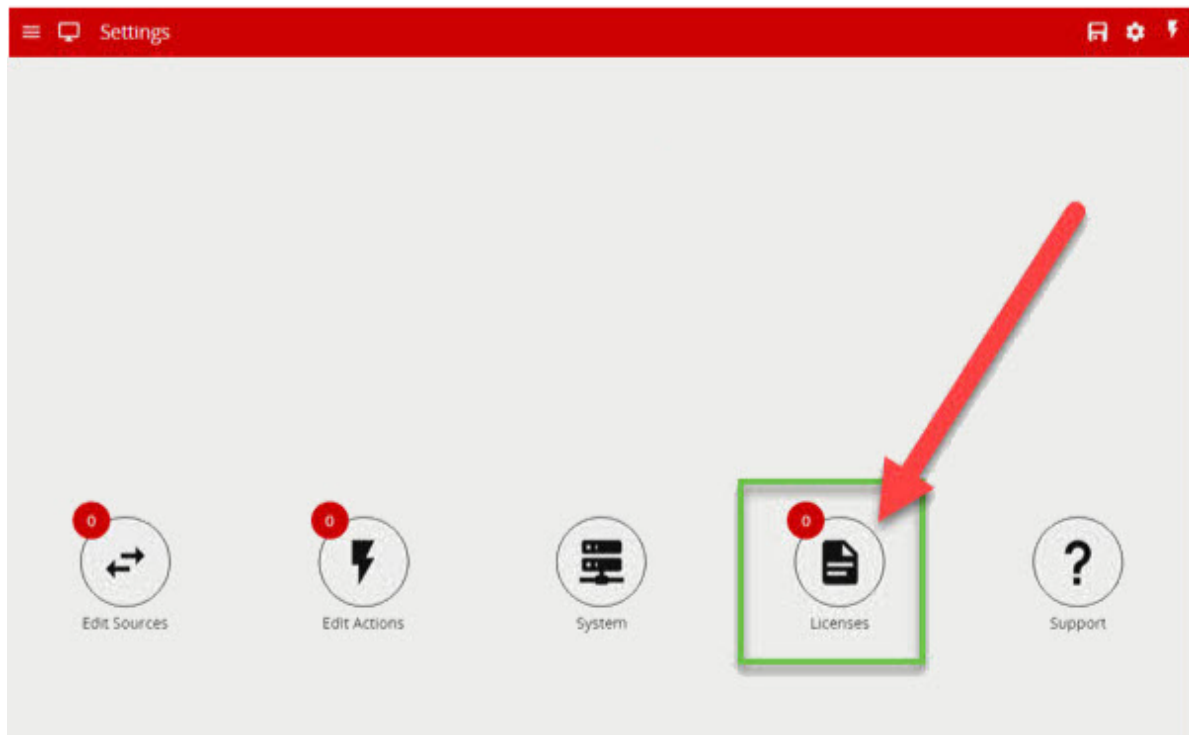 Settings
0
0
0
Edit Sources
Edit Actions
System
Licenses
Support
?